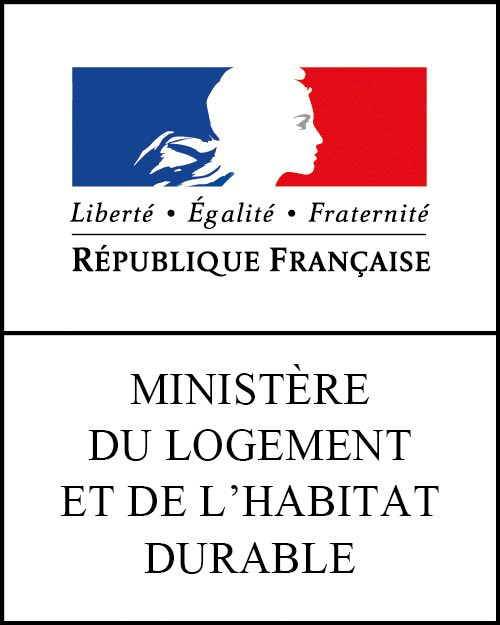 Liberté • Égalité • Fraternité
RÉPUBLIQUE FRANÇAISE
MINISTÈRE
DU LOGEMENT
ET DE L’HABITAT
DURABLE